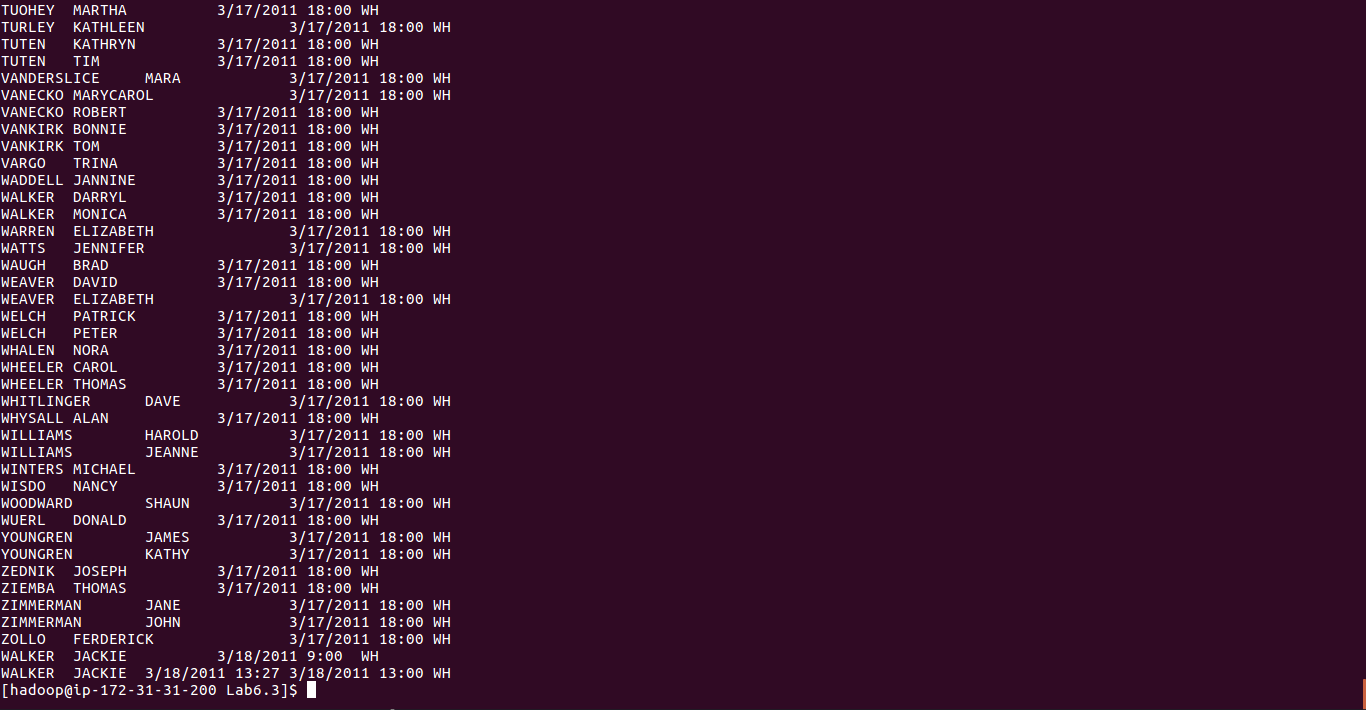 TUOHEY  MARTHA          3/17/2011 18:00 WH
TURLEY  KATHLEEN                3/17/2011 18:00 WH
TUTEN   KATHRYN         3/17/2011 18:00 WH
TUTEN   TIM             3/17/2011 18:00 WH
VANDERSLICE     MARA            3/17/2011 18:00 WH
VANECKO MARYCAROL               3/17/2011 18:00 WH
VANECKO ROBERT          3/17/2011 18:00 WH
VANKIRK BONNIE          3/17/2011 18:00 WH
VANKIRK TOM             3/17/2011 18:00 WH
VARGO   TRINA           3/17/2011 18:00 WH
WADDELL JANNINE         3/17/2011 18:00 WH
WALKER  DARRYL          3/17/2011 18:00 WH
WALKER  MONICA          3/17/2011 18:00 WH
WARREN  ELIZABETH               3/17/2011 18:00 WH
WATTS   JENNIFER                3/17/2011 18:00 WH
WAUGH   BRAD            3/17/2011 18:00 WH
WEAVER  DAVID           3/17/2011 18:00 WH
WEAVER  ELIZABETH               3/17/2011 18:00 WH
WELCH   PATRICK         3/17/2011 18:00 WH
WELCH   PETER           3/17/2011 18:00 WH
WHALEN  NORA            3/17/2011 18:00 WH
WHEELER CAROL           3/17/2011 18:00 WH
WHEELER THOMAS          3/17/2011 18:00 WH
WHITLINGER      DAVE            3/17/2011 18:00 WH
WHYSALL ALAN            3/17/2011 18:00 WH
WILLIAMS        HAROLD          3/17/2011 18:00 WH
WILLIAMS        JEANNE          3/17/2011 18:00 WH
WINTERS MICHAEL         3/17/2011 18:00 WH
WISDO   NANCY           3/17/2011 18:00 WH
WOODWARD        SHAUN           3/17/2011 18:00 WH
WUERL   DONALD          3/17/2011 18:00 WH
YOUNGREN        JAMES           3/17/2011 18:00 WH
YOUNGREN        KATHY           3/17/2011 18:00 WH
ZEDNIK  JOSEPH          3/17/2011 18:00 WH
ZIEMBA  THOMAS          3/17/2011 18:00 WH
ZIMMERMAN       JANE            3/17/2011 18:00 WH
ZIMMERMAN       JOHN            3/17/2011 18:00 WH
ZOLLO   FERDERICK               3/17/2011 18:00 WH
WALKER  JACKIE          3/18/2011 9:00  WH
WALKER  JACKIE  3/18/2011 13:27 3/18/2011 13:00 WH
[hadoop@ip-172-31-31-200 Lab6.3]$